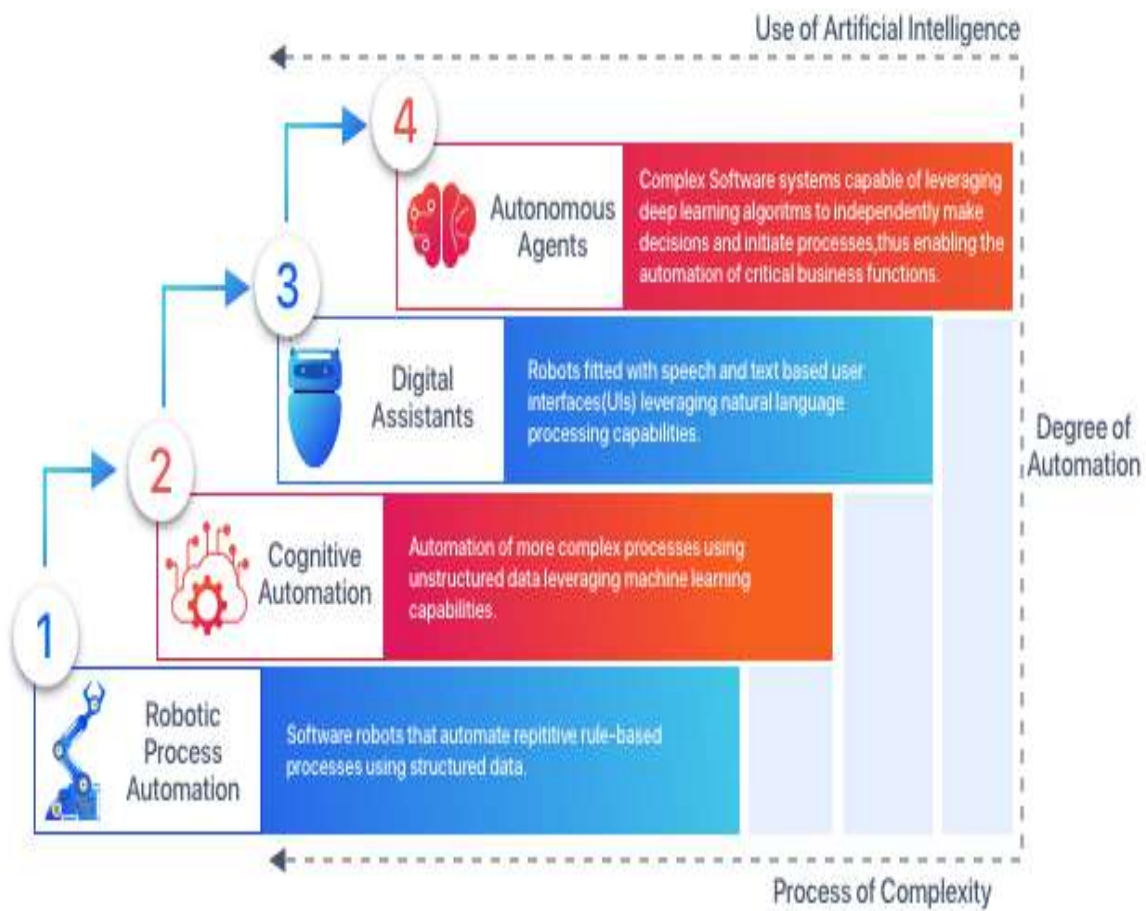 Use of Artificial Intelligence
4
Autonomous
Agents
Complex Software systems capable of leveraging
deep learning algoritms to independently make
decisions and initiate processes,thus enabling the
automation of critical business functions.
3
Digital
Assistants
Robots fitted with speech and text based user
interfaces(UIs) leveraging natural language
processing capabilities.
Degree of
Automation
2
Cognitive
Automation
Automation of more complex processes using
unstructured data leveraging machine learning
capabilities.
1
Robotic
Process
Automation
Software robots that automate repititive rule-based
processes using structured data.
Process of Complexity